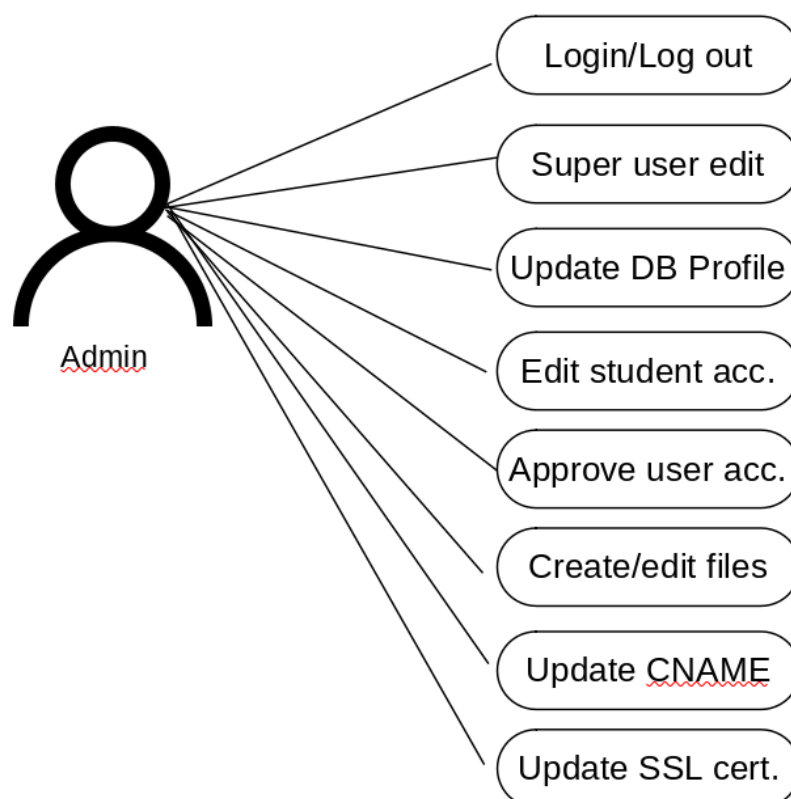 Login/Log out
Super user edit
Update DB Profile
Edit student acc.
Admin
Approve user acc.
Create/edit files
Update CNAME
Update SSL cert.